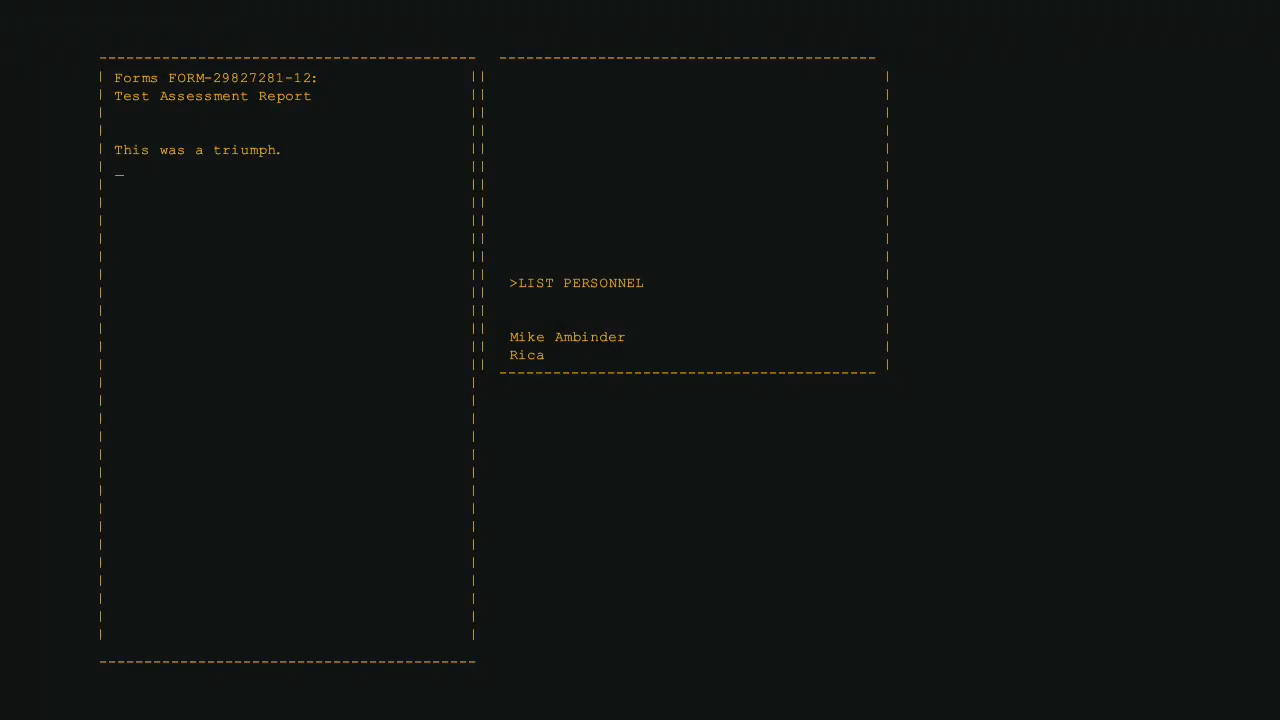 Forms FORM-29827281-12:
Test Assessment Report
This was a triumph.
_
>LIST PERSONNEL
Mike Ambinder
Rica